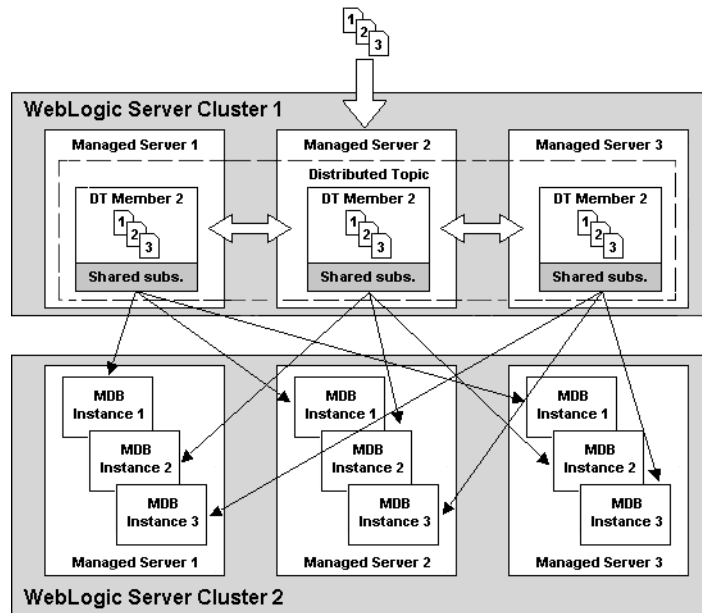 1
2
3
WebLogic Server Cluster 1
Managed Server 1
Managed Server 2
Managed Server 3
Distributed Topic
DT Member 2
1
2
3
Shared subs.
DT Member 2
1
2
3
Shared subs.
DT Member 2
1
2
3
Shared subs.
MDB
Instance 1
MDB
Instance 2
MDB
Instance 3
Managed Server 1
MDB
Instance 1
MDB
Instance 2
MDB
Instance 3
Managed Server 2
MDB
Instance 1
MDB
Instance 2
MDB
Instance 3
Managed Server 3
WebLogic Server Cluster 2